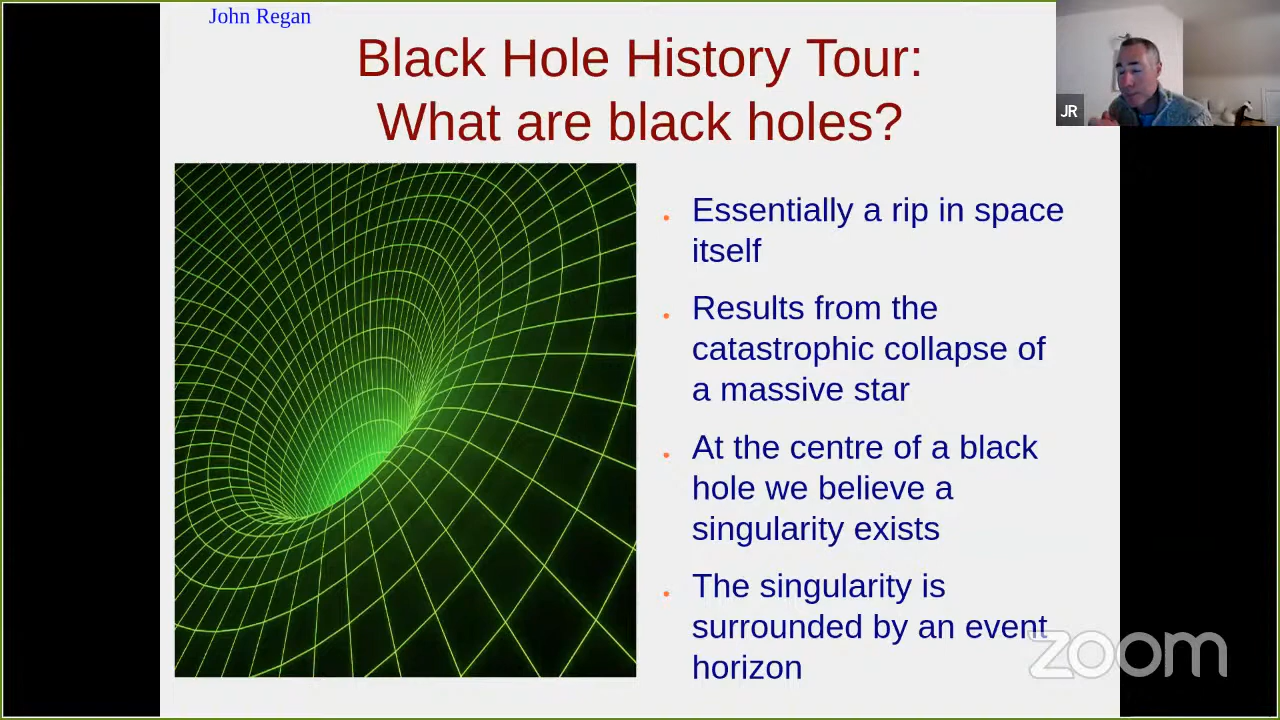 John Regan
Black Hole History Tour:
What are black holes?
JR
Essentially a rip in space
itself
Results from the
catastrophic collapse of
a massive star
At the centre of a black
hole we believe a
singularity exists
The singularity is
surrounded by an event
horizon
zoom